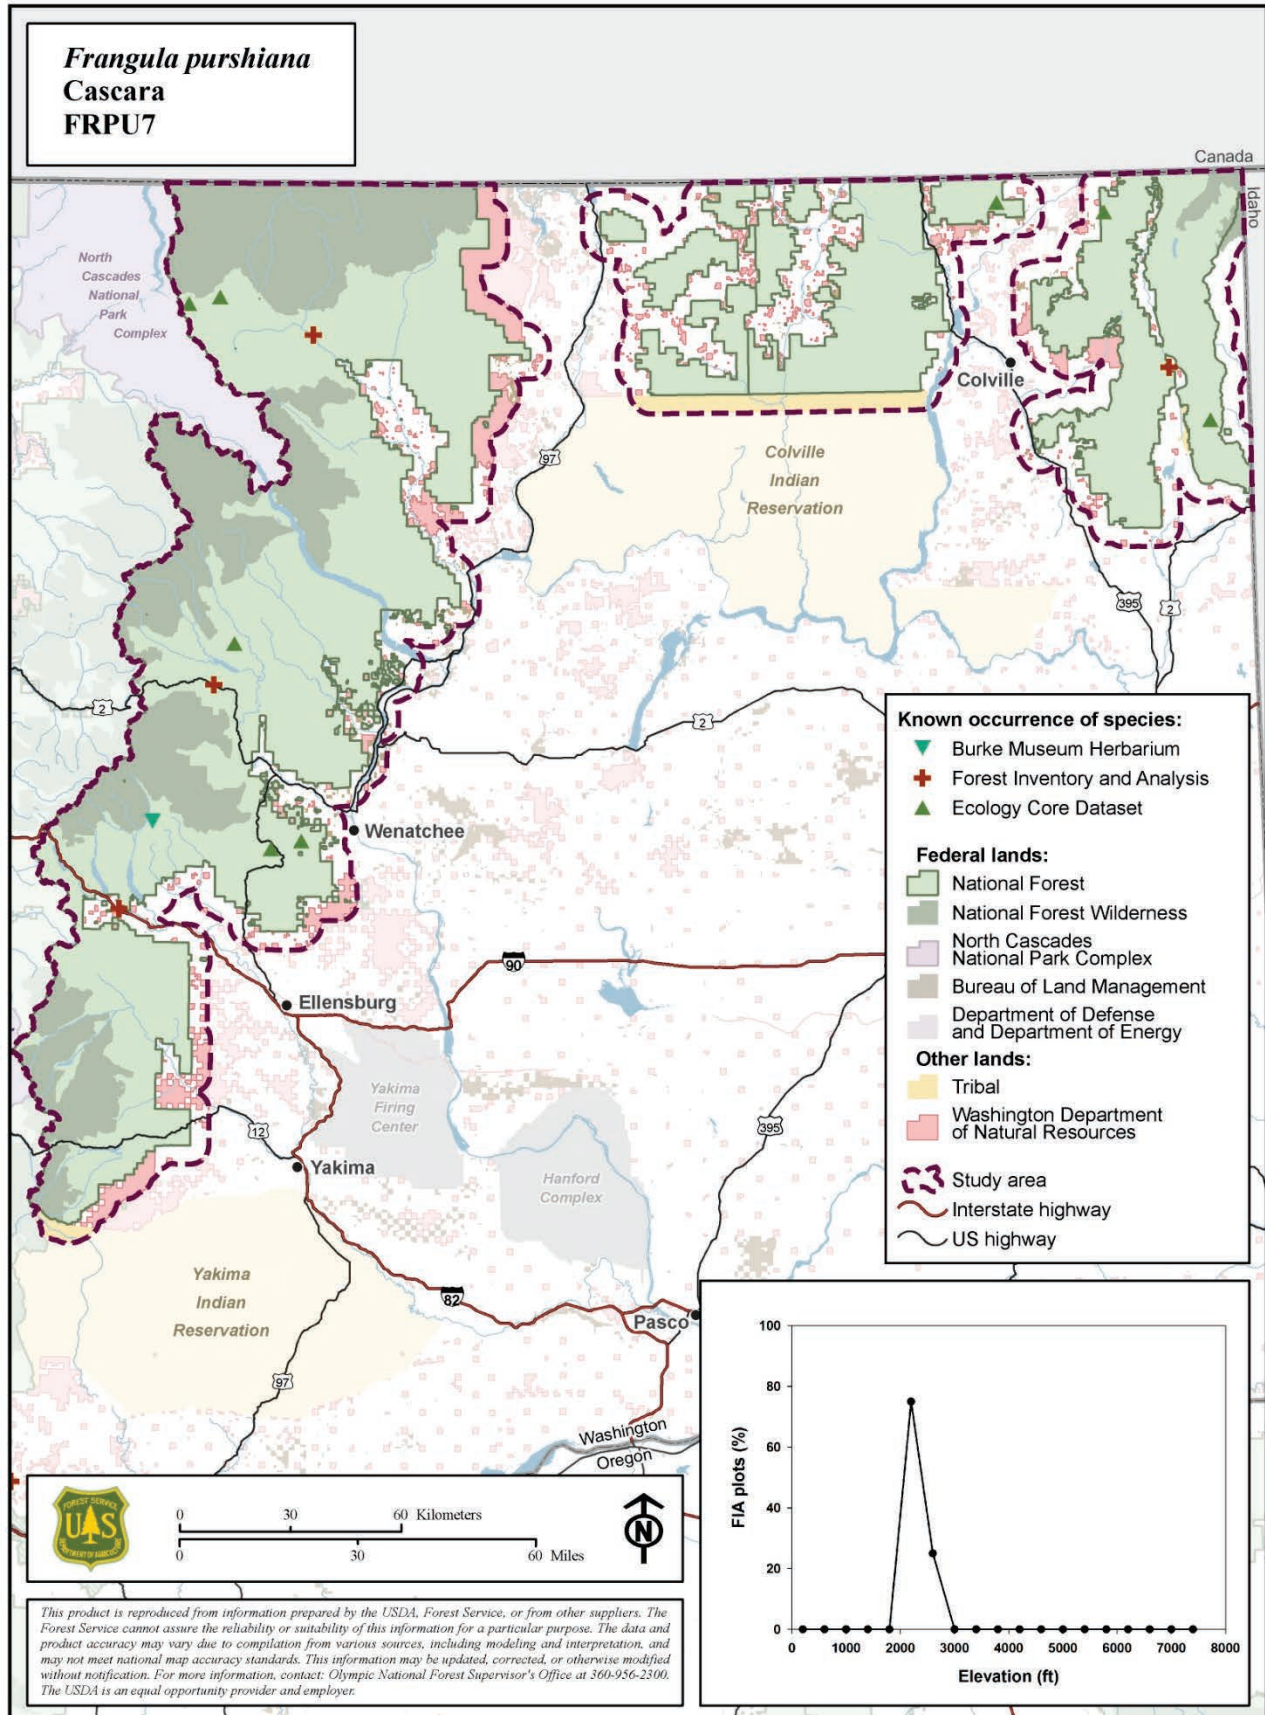 Frangula purshiana
Cascara
FRPU7
Canada
Idaho
North
Cascades
National
Park
Complex
Colville
97
Colville
Indian
Reservation
395
2
2
2
Wenatchee
90
Ellensburg
Yakima
Firing
Center
12
395
Yakima
Hanford
Complex
Yakima
Indian
Reservation
82
Pasco
97
Washington
Oregon
Known occurrence of species:
Burke Museum Herbarium
Forest Inventory and Analysis
Ecology Core Dataset
Federal lands:
National Forest
National Forest Wilderness
North Cascades
National Park Complex
Bureau of Land Management
Department of Defense
and Department of Energy
Other lands:
Tribal
Washington Department
of Natural Resources
Study area
Interstate highway
US highway
FOREST SERVICE
U S
DEPARTMENT OF AGRICULTURE
0 30 60 Kilometers
0 30 60 Miles
N
This product is reproduced from information prepared by the USDA, Forest Service, or from other suppliers. The
Forest Service cannot assure the reliability or suitability of this information for a particular purpose. The data and
product accuracy may vary due to compilation from various sources, including modeling and interpretation, and
may not meet national map accuracy standards. This information may be updated, corrected, or otherwise modified
without notification. For more information, contact: Olympic National Forest Supervisor's Office at 360-956-2300.
The USDA is an equal opportunity provider and employer.
100
80
60
40
20
0
FIA plots (%)
0 1000 2000 3000 4000 5000 6000 7000 8000
Elevation (ft)